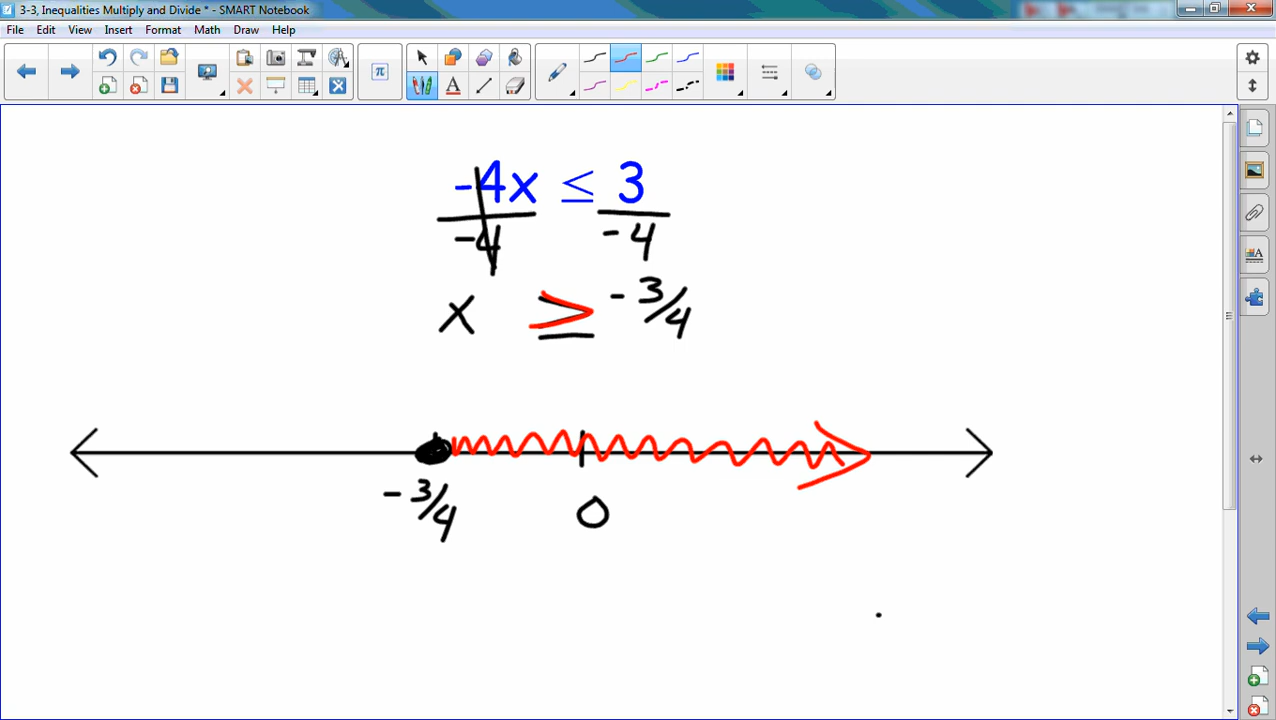 3-3, Inequalities Multiply and Divide * - SMART Notebook
File Edit View Insert Format Math Draw Help
π A
-4x ≤ 3
-4 -4
x ≥ -3/4
-3/4 0